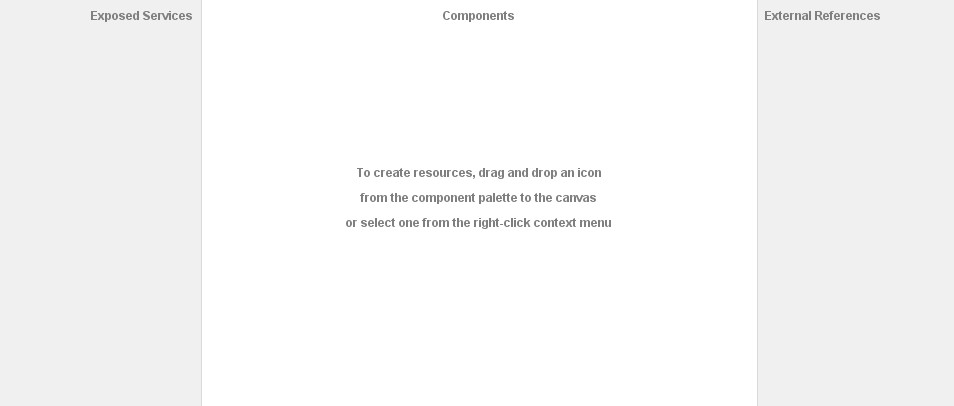 Exposed Services
Components
External References
To create resources, drag and drop an icon
from the component palette to the canvas
or select one from the right-click context menu